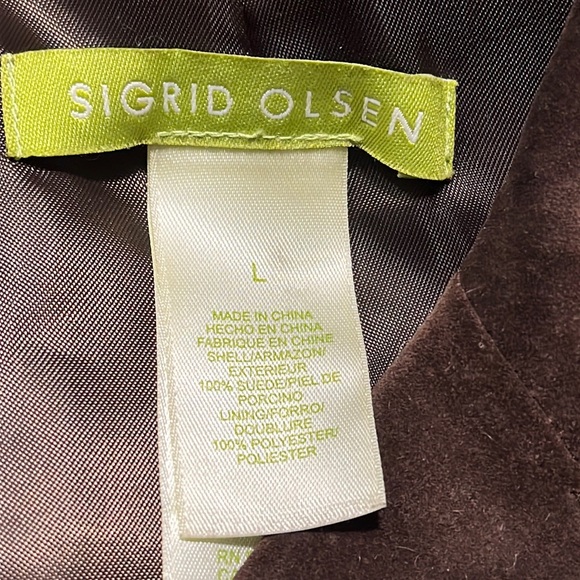 SIGRID OLSEN
L
MADE IN CHINA
HECHO EN CHINA
FABRIQUE EN CHINE
SHELL/ARMAZON/
EXTERIEUR
100% SUEDE/PIEL DE
PORCINO
LINING/FORRO/
DOUBLURE
100% POLYESTER/
POLIESTER
RN